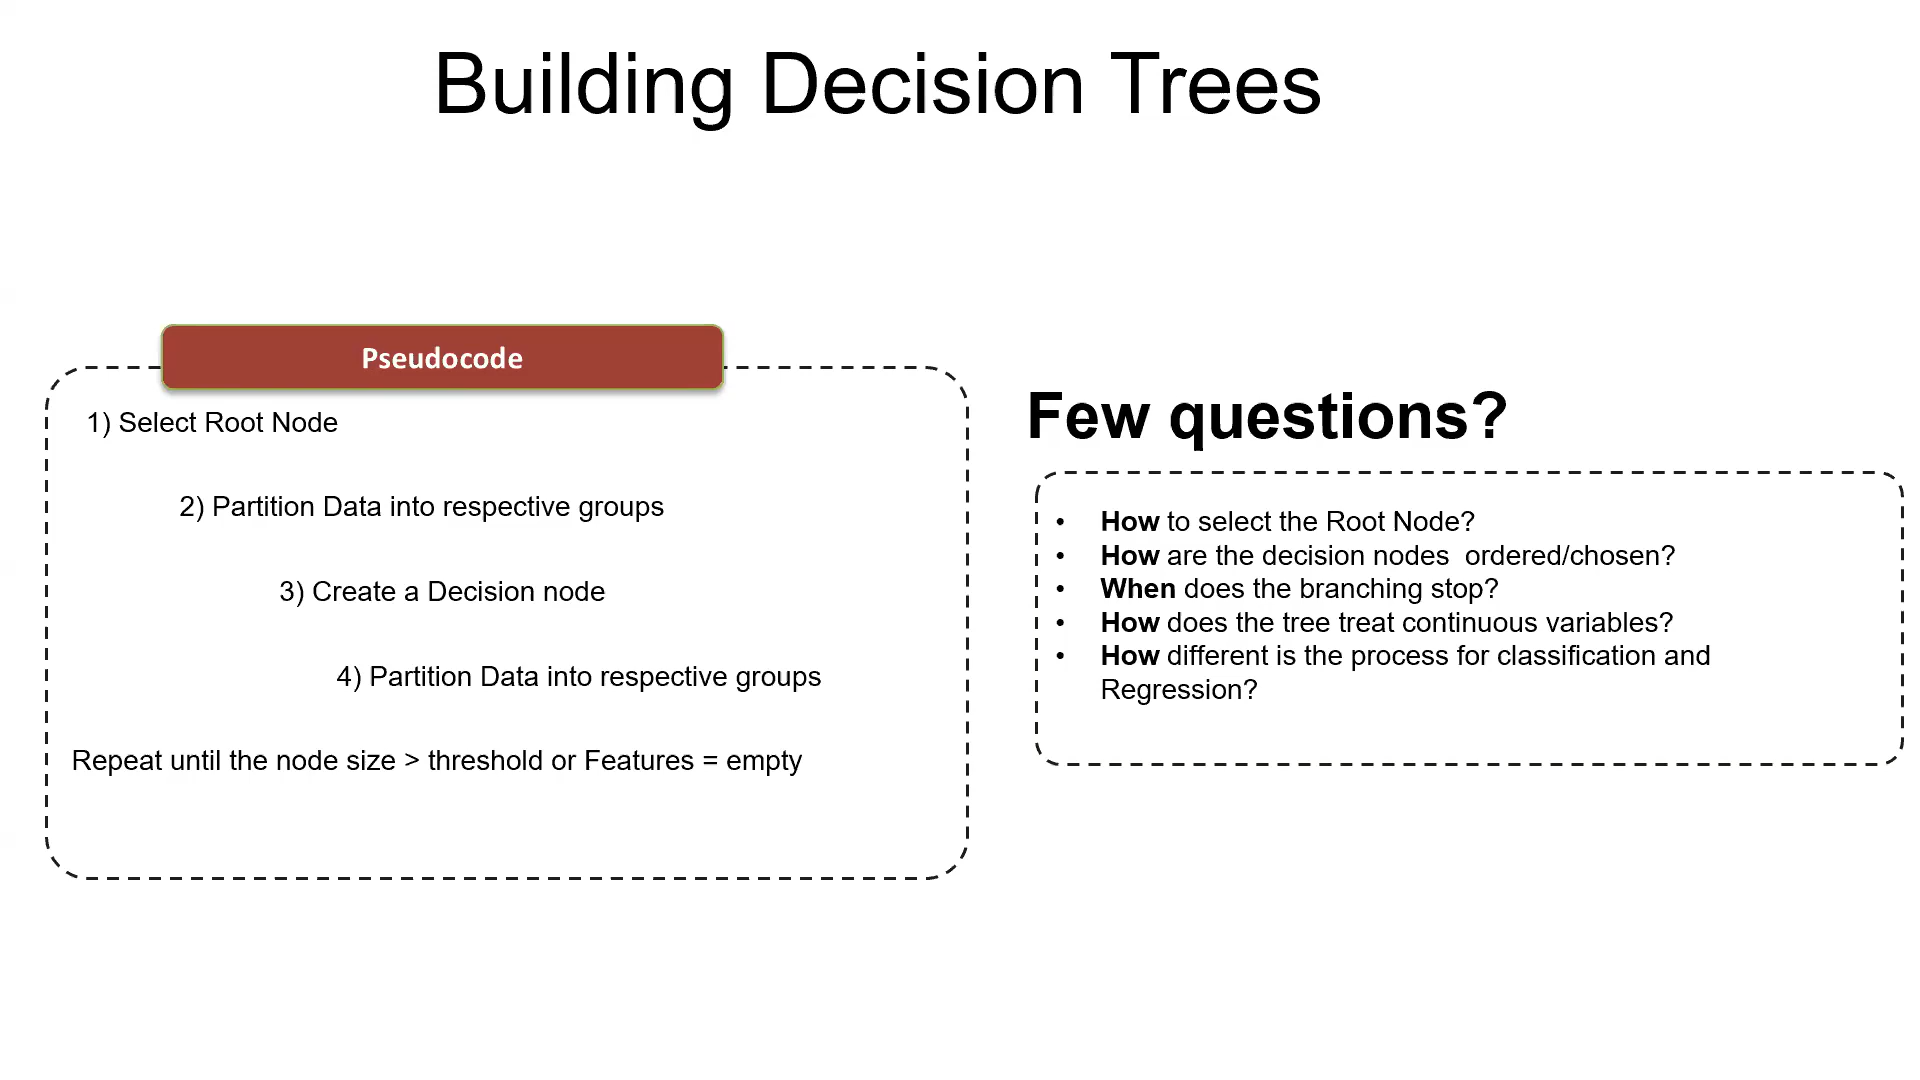 Building Decision Trees
Pseudocode
1) Select Root Node
2) Partition Data into respective groups
3) Create a Decision node
4) Partition Data into respective groups
Repeat until the node size > threshold or Features = empty
Few questions?
• How to select the Root Node?
• How are the decision nodes  ordered/chosen?
• When does the branching stop?
• How does the tree treat continuous variables?
• How different is the process for classification and
Regression?